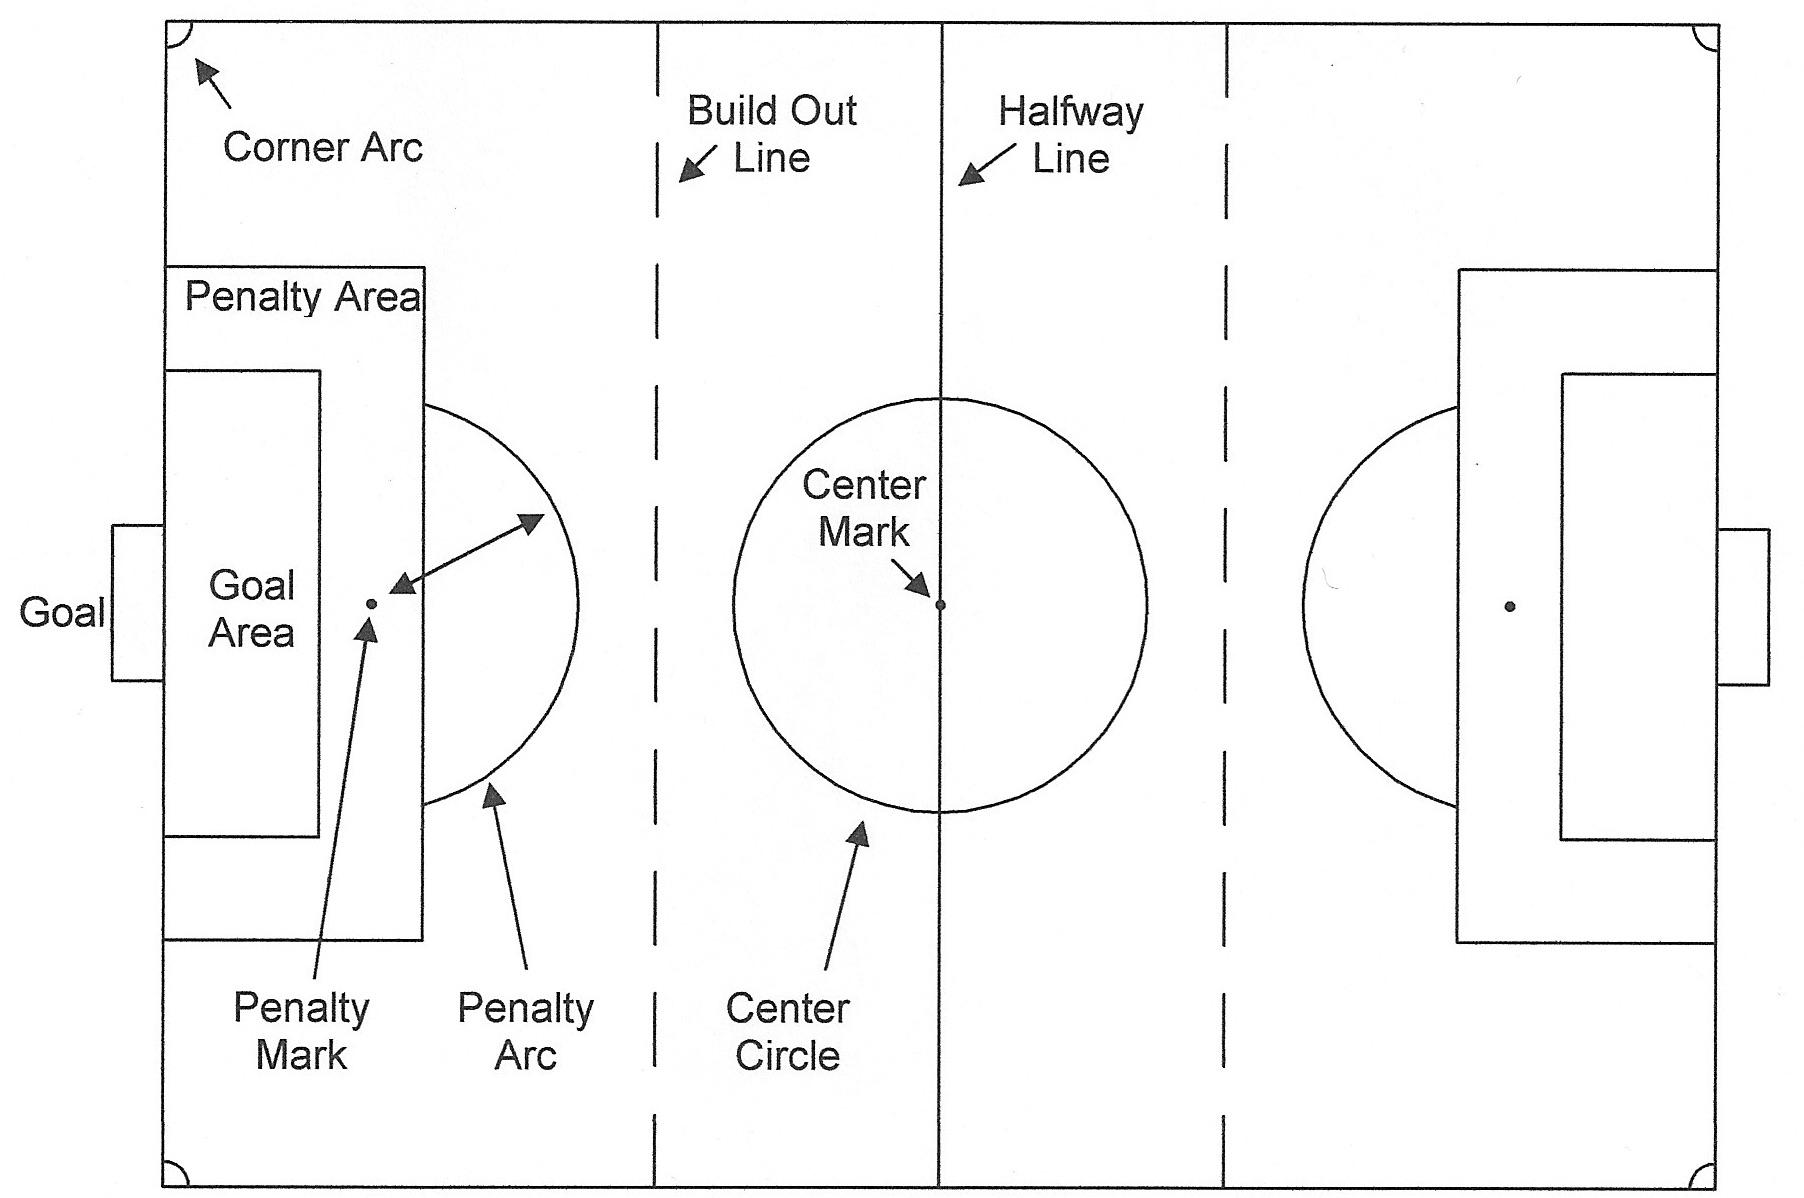 Corner Arc
Build Out
Line
Halfway
Line
Penalty Area
Center
Mark
Goal
Goal
Area
Penalty
Mark
Penalty
Arc
Center
Circle